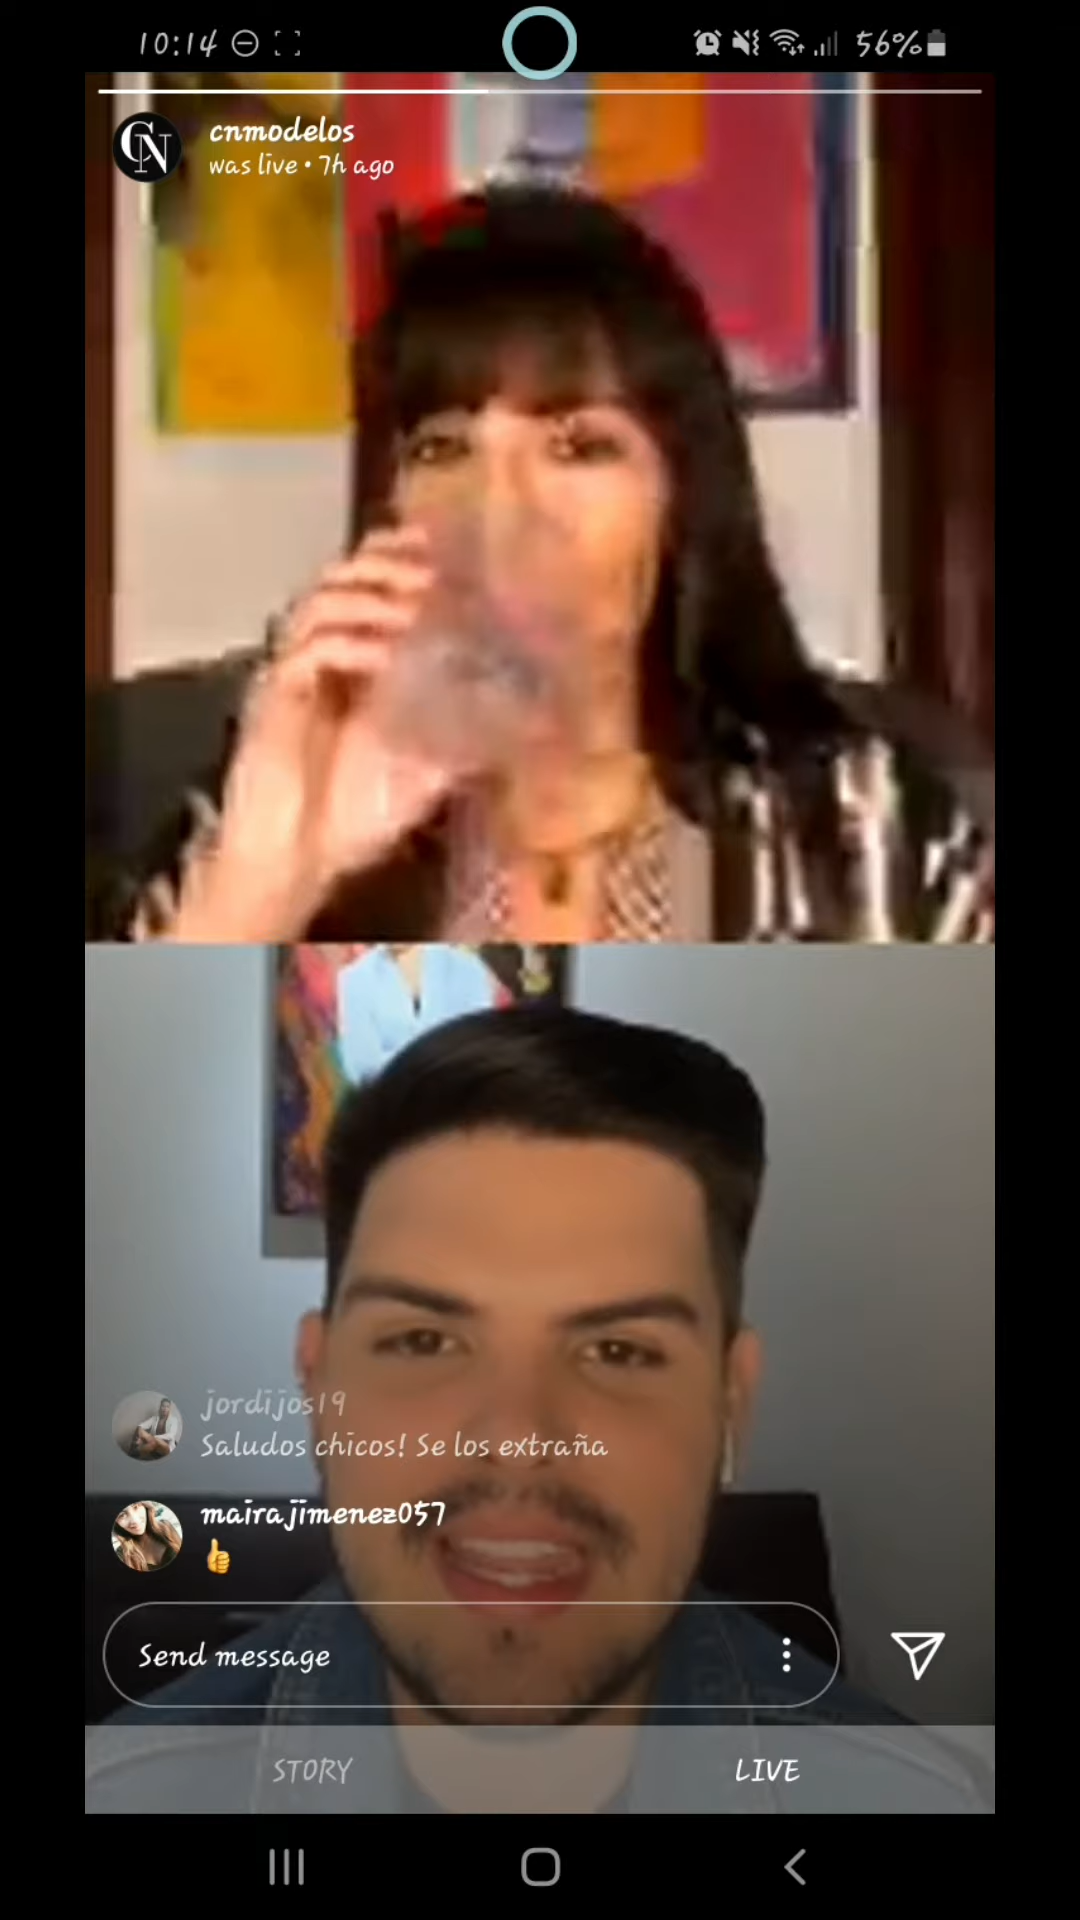 10:14
56%
CN
cnmodelos
was live • 7h ago
jordijos19
Saludos chicos! Se los extraña
mairajimenez057
👍
Send message
STORY
LIVE